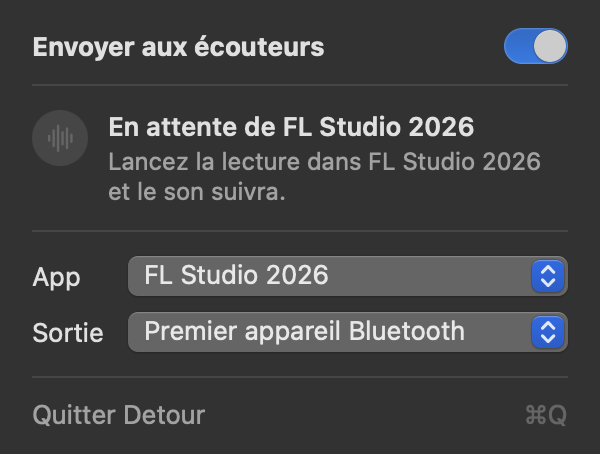 Envoyer aux écouteurs
En attente de FL Studio 2026
Lancez la lecture dans FL Studio 2026
et le son suivra.
App
FL Studio 2026
Sortie
Premier appareil Bluetooth
Quitter Detour
⌘Q